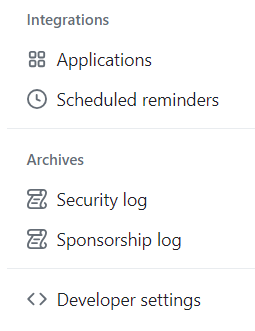 Integrations
Applications
Scheduled reminders
Archives
Security log
Sponsorship log
Developer settings